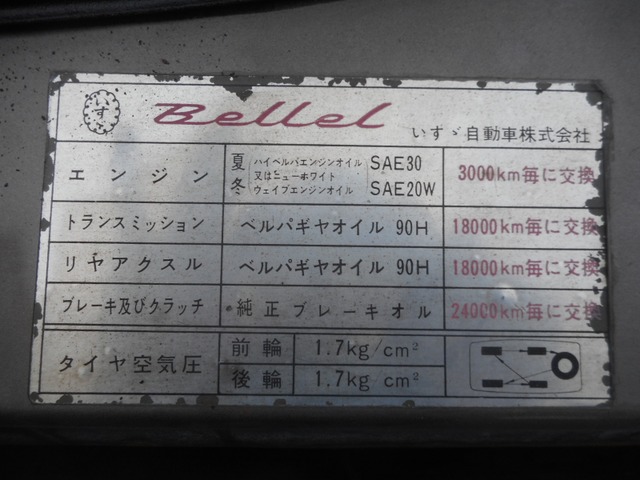 いすゞ
Bellel
いすゞ自動車株式会社
エンジン 夏 ハイベルパエンジンオイル SAE30 3000km毎に交換
又はニューホワイト
冬 ウェイブエンジンオイル SAE20W
トランスミッション ベルパギヤオイル 90H 18000km毎に交換
リヤアクスル ベルパギヤオイル 90H 18000km毎に交換
ブレーキ及びクラッチ 純正ブレーキオル 24000km毎に交換
タイヤ空気圧 前輪 1.7kg/cm²
後輪 1.7kg/cm²